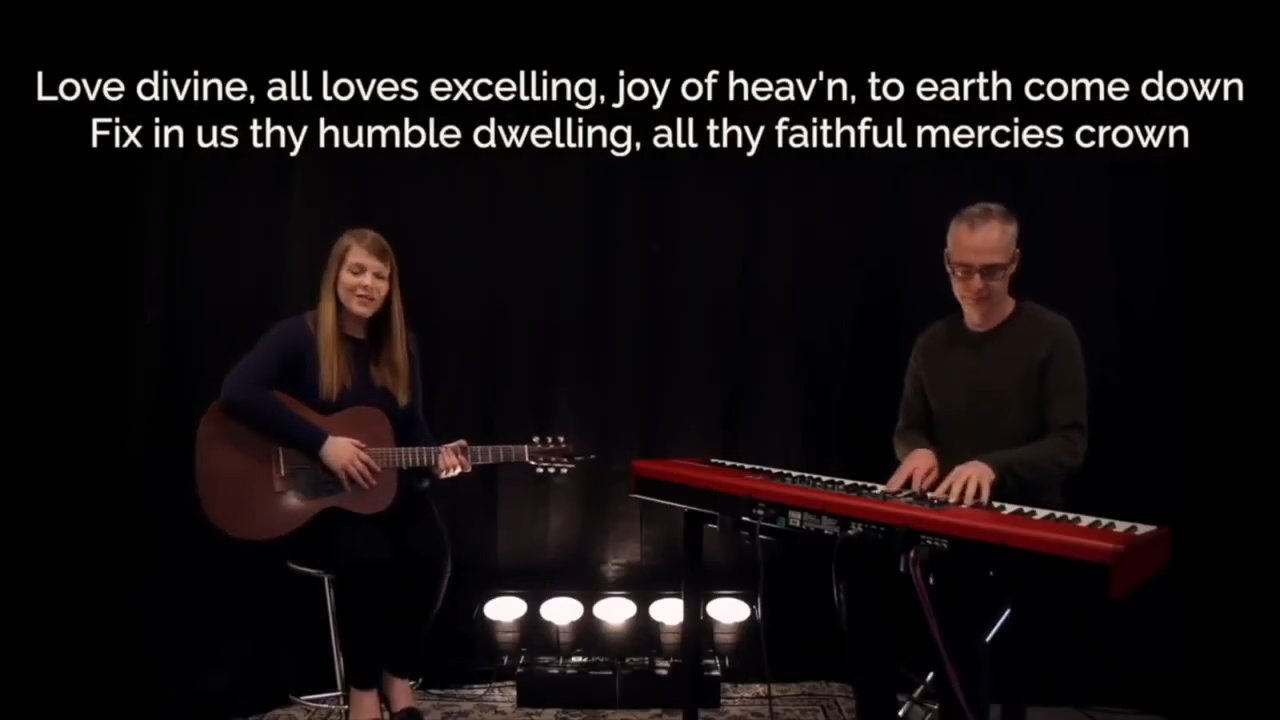 Love divine, all loves excelling, joy of heav'n, to earth come down
Fix in us thy humble dwelling, all thy faithful mercies crown